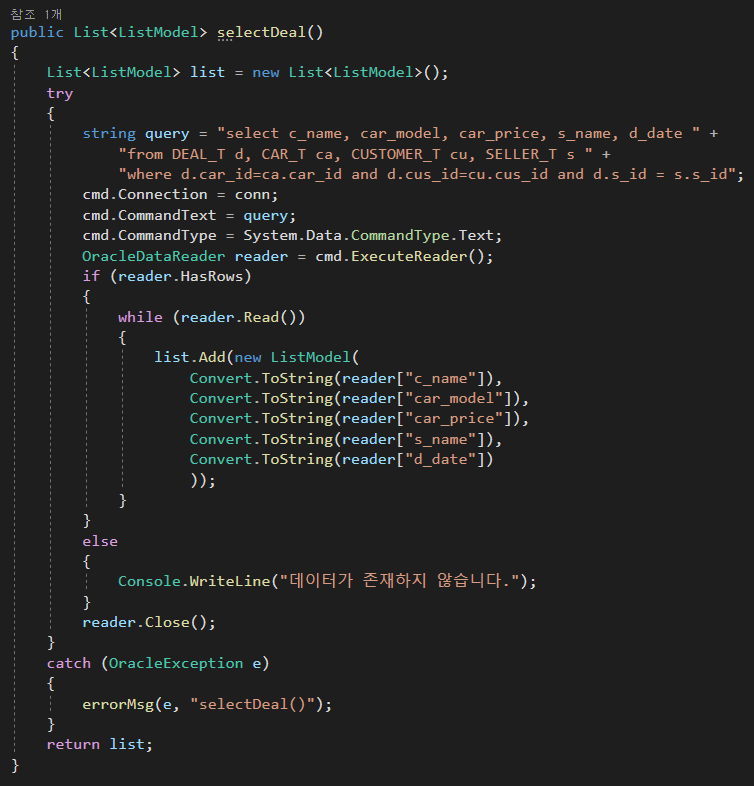 참조 1개
public List<ListModel> selectDeal()
{
List<ListModel> list = new List<ListModel>();
try
{
string query = "select c_name, car_model, car_price, s_name, d_date " +
"from DEAL_T d, CAR_T ca, CUSTOMER_T cu, SELLER_T s " +
"where d.car_id=ca.car_id and d.cus_id=cu.cus_id and d.s_id = s.s_id";
cmd.Connection = conn;
cmd.CommandText = query;
cmd.CommandType = System.Data.CommandType.Text;
OracleDataReader reader = cmd.ExecuteReader();
if (reader.HasRows)
{
while (reader.Read())
{
list.Add(new ListModel(
Convert.ToString(reader["c_name"]),
Convert.ToString(reader["car_model"]),
Convert.ToString(reader["car_price"]),
Convert.ToString(reader["s_name"]),
Convert.ToString(reader["d_date"])
));
}
}
else
{
Console.WriteLine("데이터가 존재하지 않습니다.");
}
reader.Close();
}
catch (OracleException e)
{
errorMsg(e, "selectDeal()");
}
return list;
}